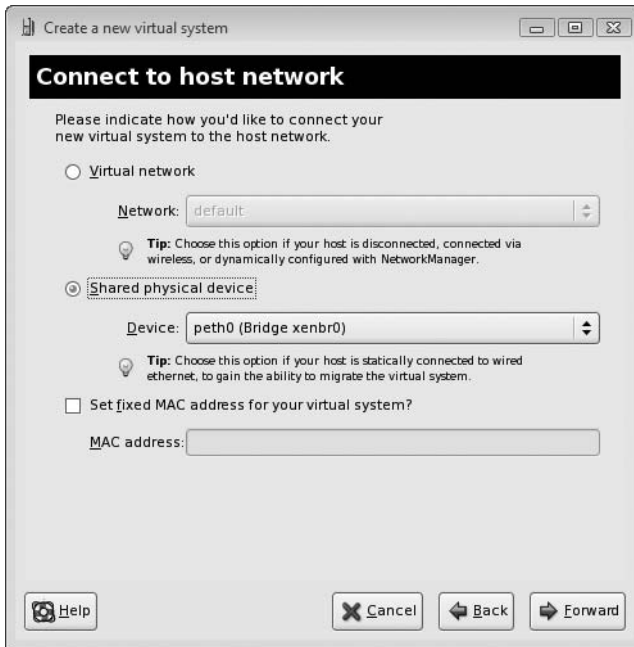 Create a new virtual system
Connect to host network
Please indicate how you'd like to connect your
new virtual system to the host network.
Virtual network
Network: default
Tip: Choose this option if your host is disconnected, connected via
wireless, or dynamically configured with NetworkManager.
Shared physical device
Device: peth0 (Bridge xenbr0)
Tip: Choose this option if your host is statically connected to wired
ethernet, to gain the ability to migrate the virtual system.
Set fixed MAC address for your virtual system?
MAC address:
Help
Cancel
Back
Forward